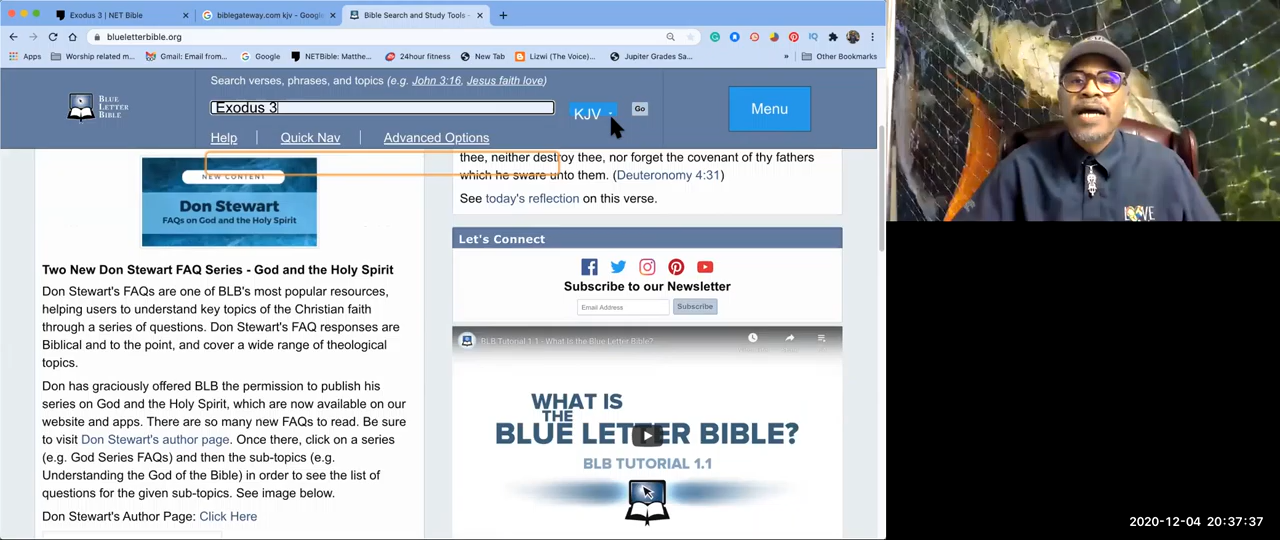 Exodus 3 | NET Bible
biblegateway.com kjv - Google
Bible Search and Study Tools -
blueletterbible.org
Apps
Worship related m...
Gmail: Email from...
Google
NETBible: Matthe...
24hour fitness
New Tab
Lizwi (The Voice)...
Jupiter Grades Sa...
»
Other Bookmarks
Search verses, phrases, and topics (e.g. John 3:16, Jesus faith love)
BLUE
LETTER
BIBLE
Exodus 3
KJV
Go
Menu
Help
Quick Nav
Advanced Options
NEW CONTENT
Don Stewart
FAQs on God and the Holy Spirit
Two New Don Stewart FAQ Series - God and the Holy Spirit
Don Stewart's FAQs are one of BLB's most popular resources,
helping users to understand key topics of the Christian faith
through a series of questions. Don Stewart's FAQ responses are
Biblical and to the point, and cover a wide range of theological
topics.
Don has graciously offered BLB the permission to publish his
series on God and the Holy Spirit, which are now available on our
website and apps. There are so many new FAQs to read. Be sure
to visit Don Stewart's author page. Once there, click on a series
(e.g. God Series FAQs) and then the sub-topics (e.g.
Understanding the God of the Bible) in order to see the list of
questions for the given sub-topics. See image below.
Don Stewart's Author Page: Click Here
thee, neither destroy thee, nor forget the covenant of thy fathers
which he sware unto them. (Deuteronomy 4:31)
See today's reflection on this verse.
Let's Connect
Subscribe to our Newsletter
Email Address
Subscribe
BLB Tutorial 1.1 - What Is the Blue Letter Bible?
WHAT IS
THE
BLUE LETTER BIBLE?
BLB TUTORIAL 1.1
2020-12-04 20:37:37